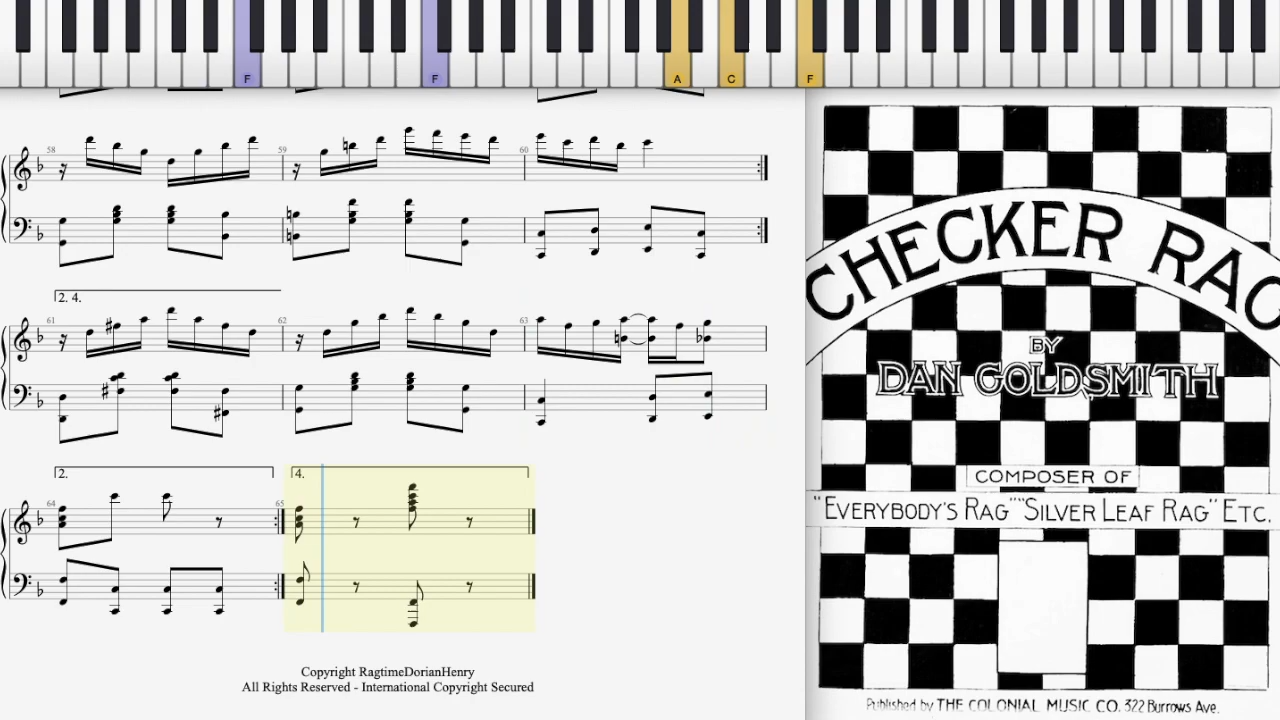 F F A C F
58 59 60
2. 4.
61 62 63
2. 4.
64 65
Copyright RagtimeDorianHenry
All Rights Reserved - International Copyright Secured
CHECKER RAG
BY
DAN GOLDSMITH
COMPOSER OF
"EVERYBODY'S RAG" "SILVER LEAF RAG" ETC.
Published by THE COLONIAL MUSIC CO. 322 Burrows Ave.